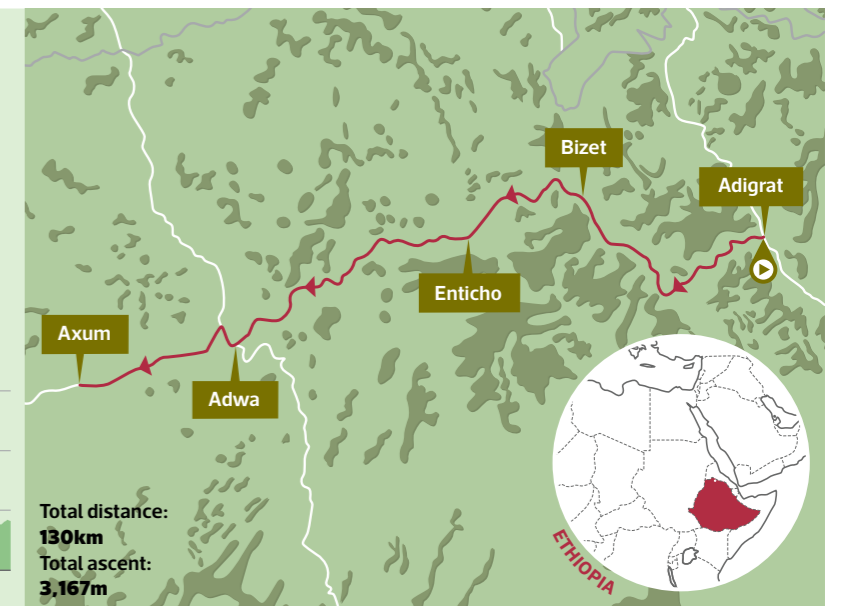 Bizet
Adigrat
Enticho
Axum
Adwa
Total distance:
130km
Total ascent:
3,167m
ETHIOPIA